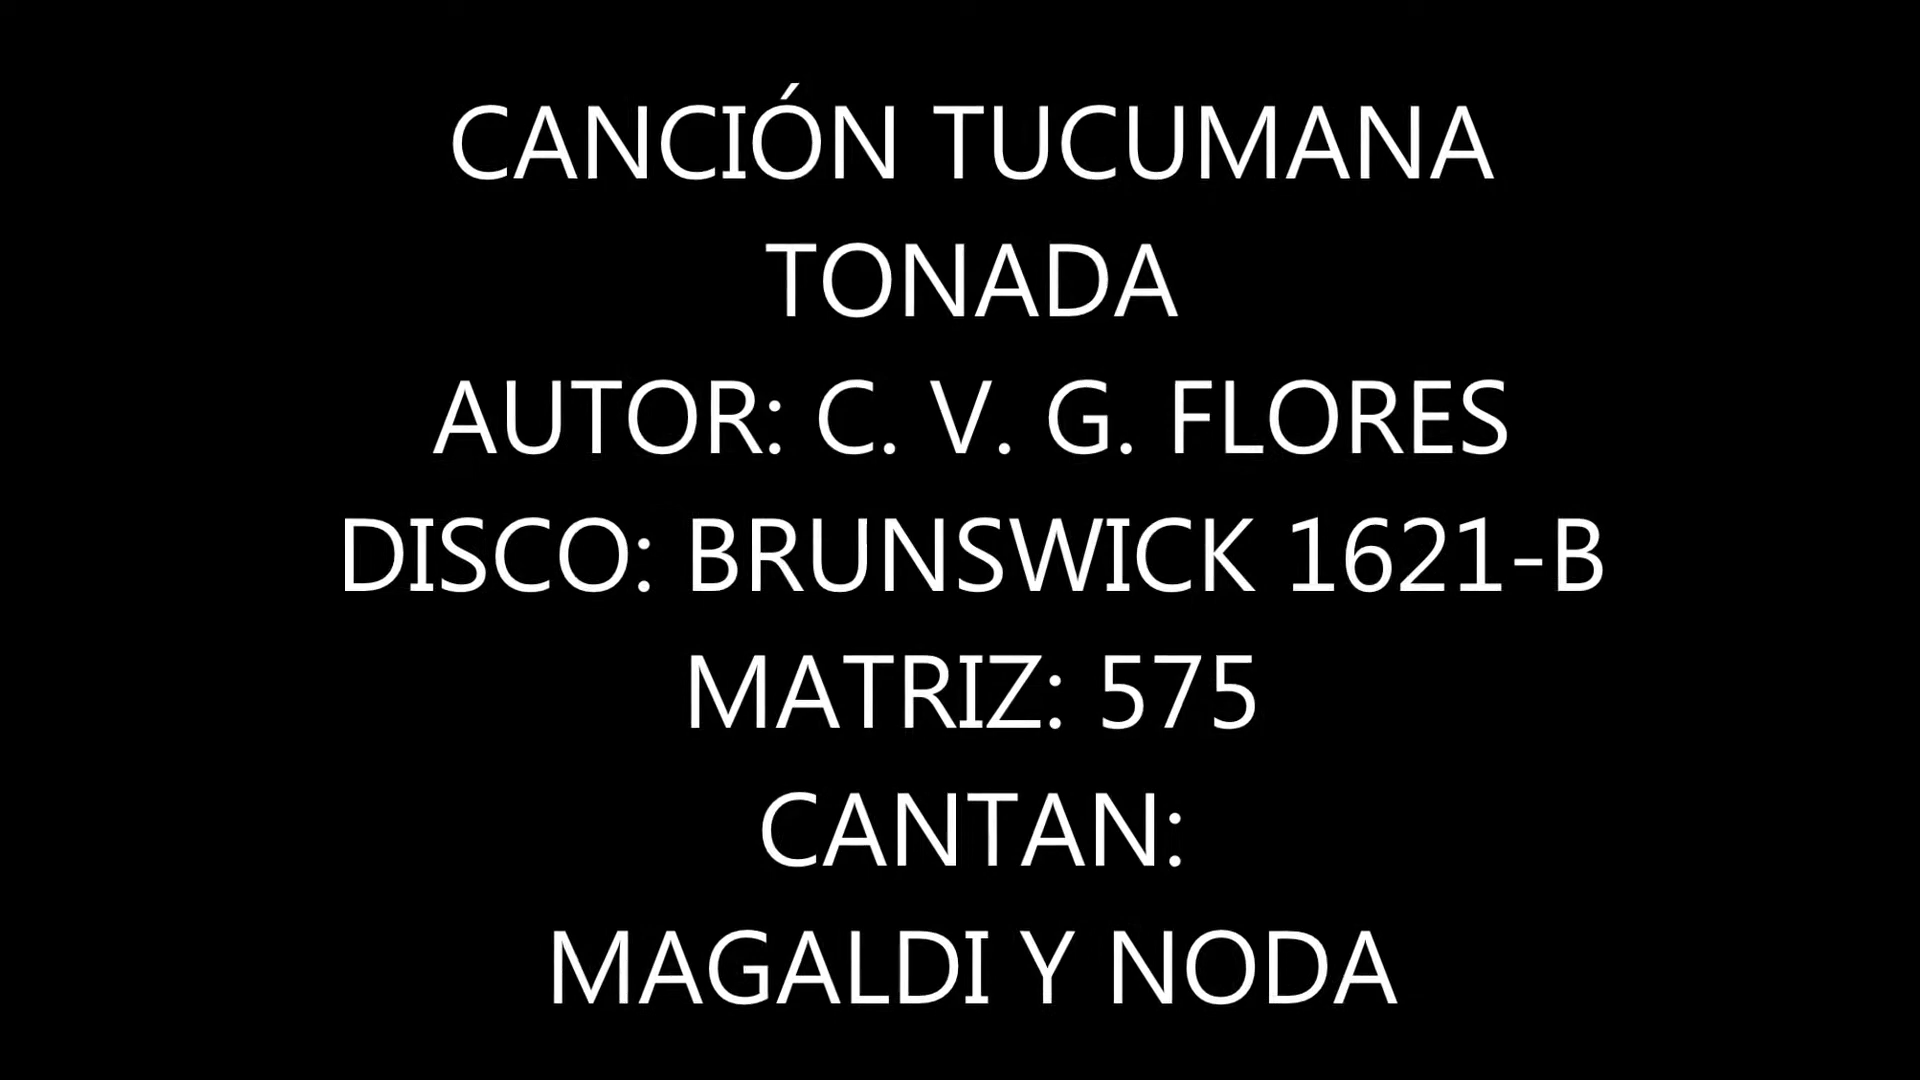 CANCIÓN TUCUMANA
TONADA
AUTOR: C. V. G. FLORES
DISCO: BRUNSWICK 1621-B
MATRIZ: 575
CANTAN:
MAGALDI Y NODA